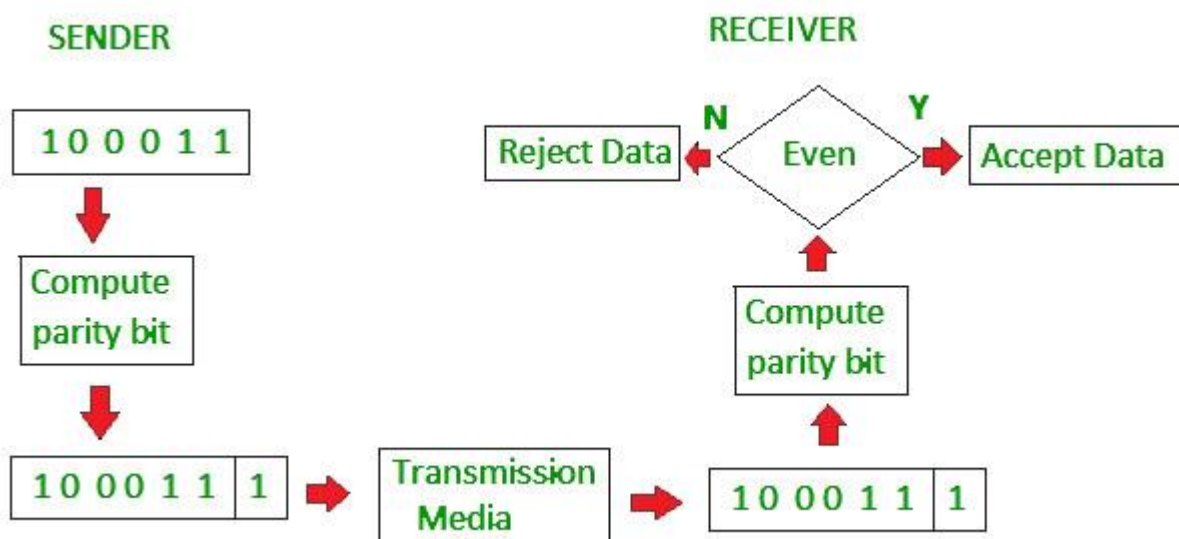 SENDER
1 0 0 0 1 1
Compute
parity bit
1 0 0 0 1 1 1
Transmission
Media
RECEIVER
N
Y
Reject Data
Even
Accept Data
Compute
parity bit
1 0 0 0 1 1 1